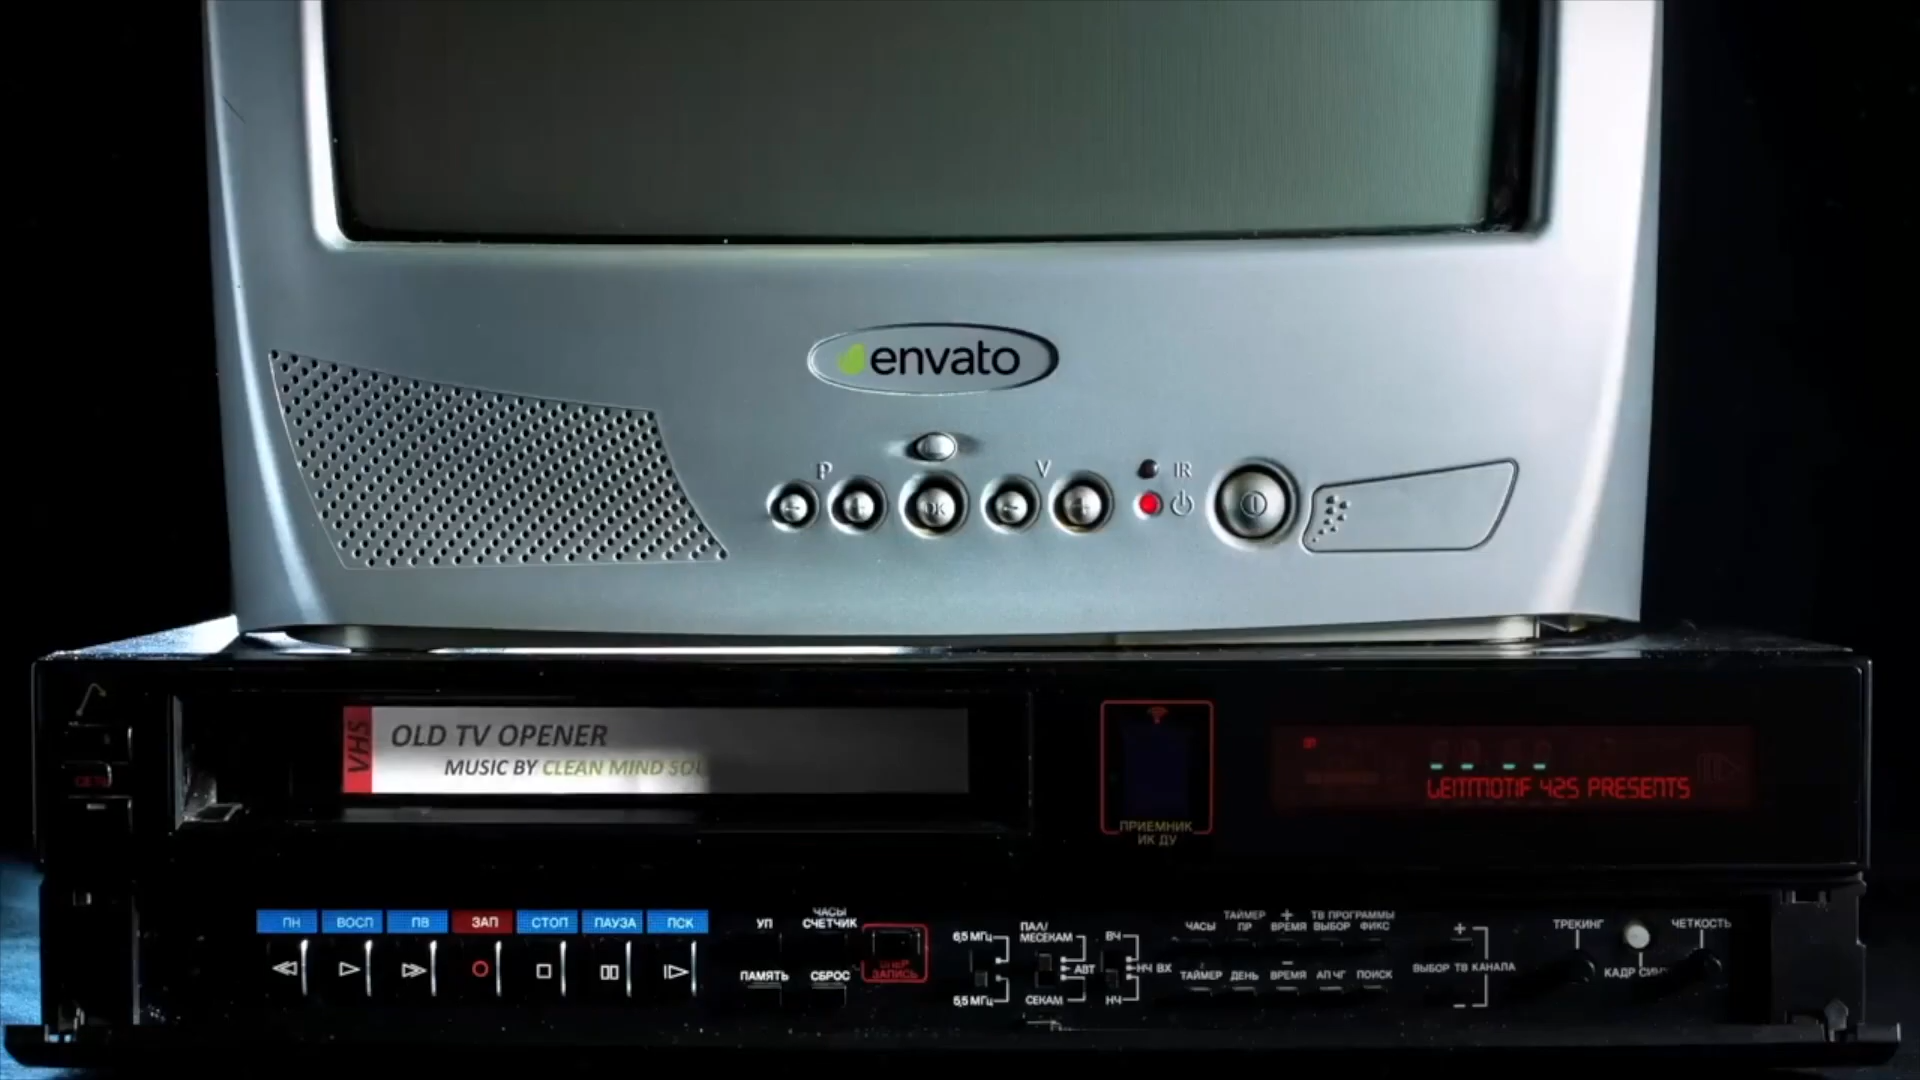 envato
P
V
IR
OK
VHS
OLD TV OPENER
MUSIC BY CLEAN MIND
LEITMOTIF 425 PRESENTS
ПРИЕМНИК
ИК ДУ
СЕТЬ
ПН ВОСП ПВ ЗАП СТОП ПАУЗА ПСК
УП
ЧАСЫ
СЧЕТЧИК
ПАМЯТЬ СБРОС
ЗАПИСЬ
6,5 МГц
5,5 МГц
ПАЛ/
МЕСЕКАМ
АВТ
СЕКАМ
ВЧ
НЧ ВХ
НЧ
ЧАСЫ
ТАЙМЕР
ПР
+
ВРЕМЯ
ТВ ПРОГРАММЫ
ВЫБОР ФИКС
ТАЙМЕР ДЕНЬ
–
ВРЕМЯ
АП ЧГ ПОИСК
+
ВЫБОР ТВ КАНАЛА
–
ТРЕКИНГ
КАДР
ЧЕТКОСТЬ